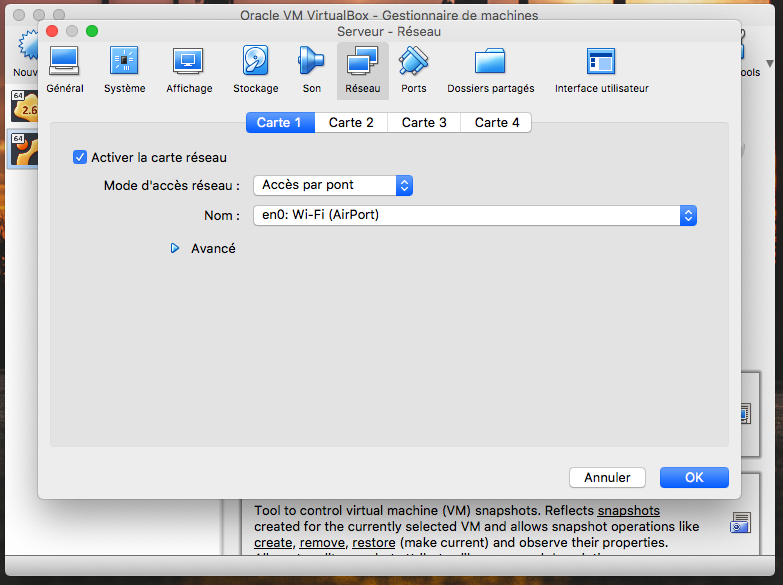 Oracle VM VirtualBox - Gestionnaire de machines
Serveur - Réseau
Général Système Affichage Stockage Son Réseau Ports Dossiers partagés Interface utilisateur
64
2.6
64
Carte 1 Carte 2 Carte 3 Carte 4
Activer la carte réseau
Mode d'accès réseau : Accès par pont
Nom : en0: Wi-Fi (AirPort)
Avancé
Annuler OK
Tool to control virtual machine (VM) snapshots. Reflects snapshots
created for the currently selected VM and allows snapshot operations like
create, remove, restore (make current) and observe their properties.